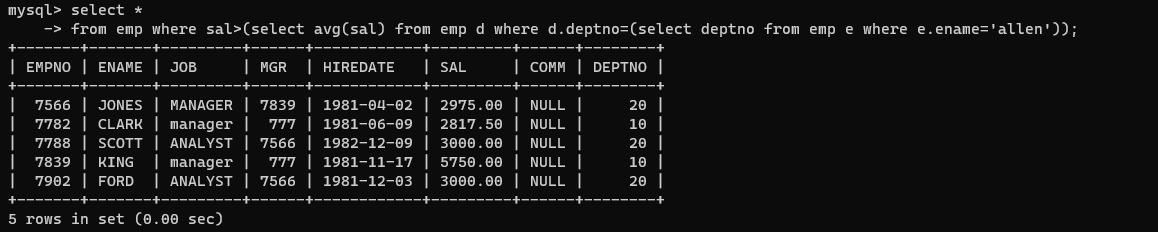 mysql> select *
    -> from emp where sal>(select avg(sal) from emp d where d.deptno=(select deptno from emp e where e.ename='allen'));
+-------+-------+---------+------+------------+---------+------+--------+
| EMPNO | ENAME | JOB     | MGR  | HIREDATE   | SAL     | COMM | DEPTNO |
+-------+-------+---------+------+------------+---------+------+--------+
|  7566 | JONES | MANAGER | 7839 | 1981-04-02 | 2975.00 | NULL |     20 |
|  7782 | CLARK | manager |  777 | 1981-06-09 | 2817.50 | NULL |     10 |
|  7788 | SCOTT | ANALYST | 7566 | 1982-12-09 | 3000.00 | NULL |     20 |
|  7839 | KING  | manager |  777 | 1981-11-17 | 5750.00 | NULL |     10 |
|  7902 | FORD  | ANALYST | 7566 | 1981-12-03 | 3000.00 | NULL |     20 |
+-------+-------+---------+------+------------+---------+------+--------+
5 rows in set (0.00 sec)